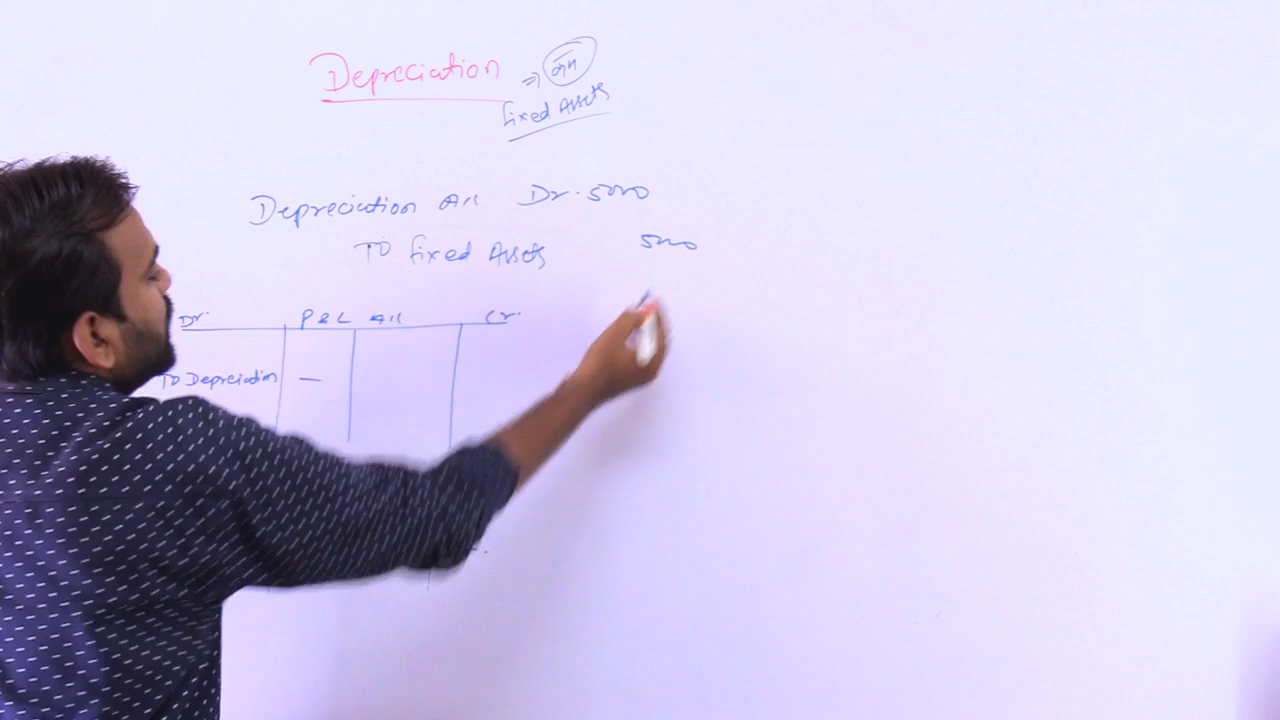 Depreciation ⇒ कम
fixed Assets
Depreciation A/c Dr. 5000
To fixed Assets 5000
Dr. P & L A/c Cr.
To Depreciation —